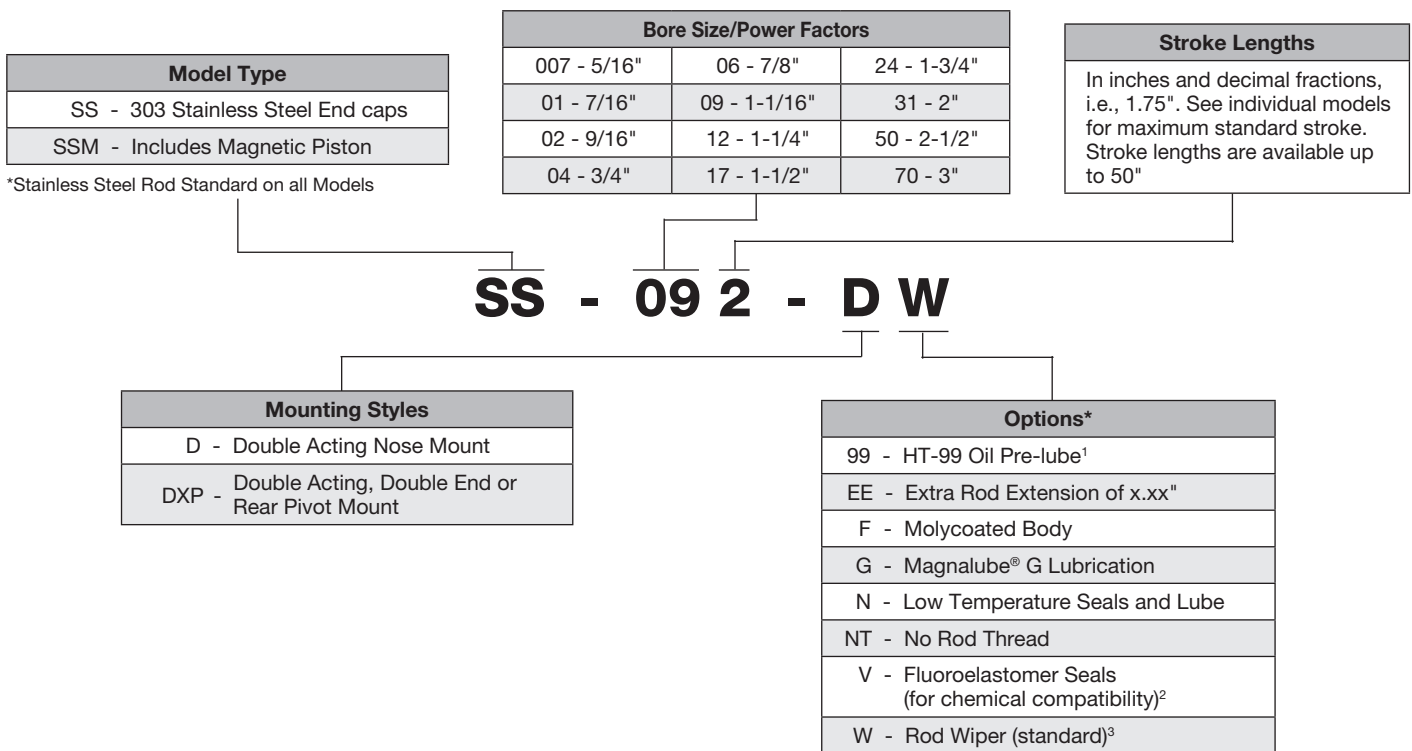 Model Type
SS - 303 Stainless Steel End caps
SSM - Includes Magnetic Piston
*Stainless Steel Rod Standard on all Models
Bore Size/Power Factors
007 - 5/16" 06 - 7/8" 24 - 1-3/4"
01 - 7/16" 09 - 1-1/16" 31 - 2"
02 - 9/16" 12 - 1-1/4" 50 - 2-1/2"
04 - 3/4" 17 - 1-1/2" 70 - 3"
Stroke Lengths
In inches and decimal fractions,
i.e., 1.75". See individual models
for maximum standard stroke.
Stroke lengths are available up
to 50"
SS - 09 2 - D W
Mounting Styles
D - Double Acting Nose Mount
DXP - Double Acting, Double End or
Rear Pivot Mount
Options*
99 - HT-99 Oil Pre-lube¹
EE - Extra Rod Extension of x.xx"
F - Molycoated Body
G - Magnalube® G Lubrication
N - Low Temperature Seals and Lube
NT - No Rod Thread
V - Fluoroelastomer Seals
(for chemical compatibility)²
W - Rod Wiper (standard)³